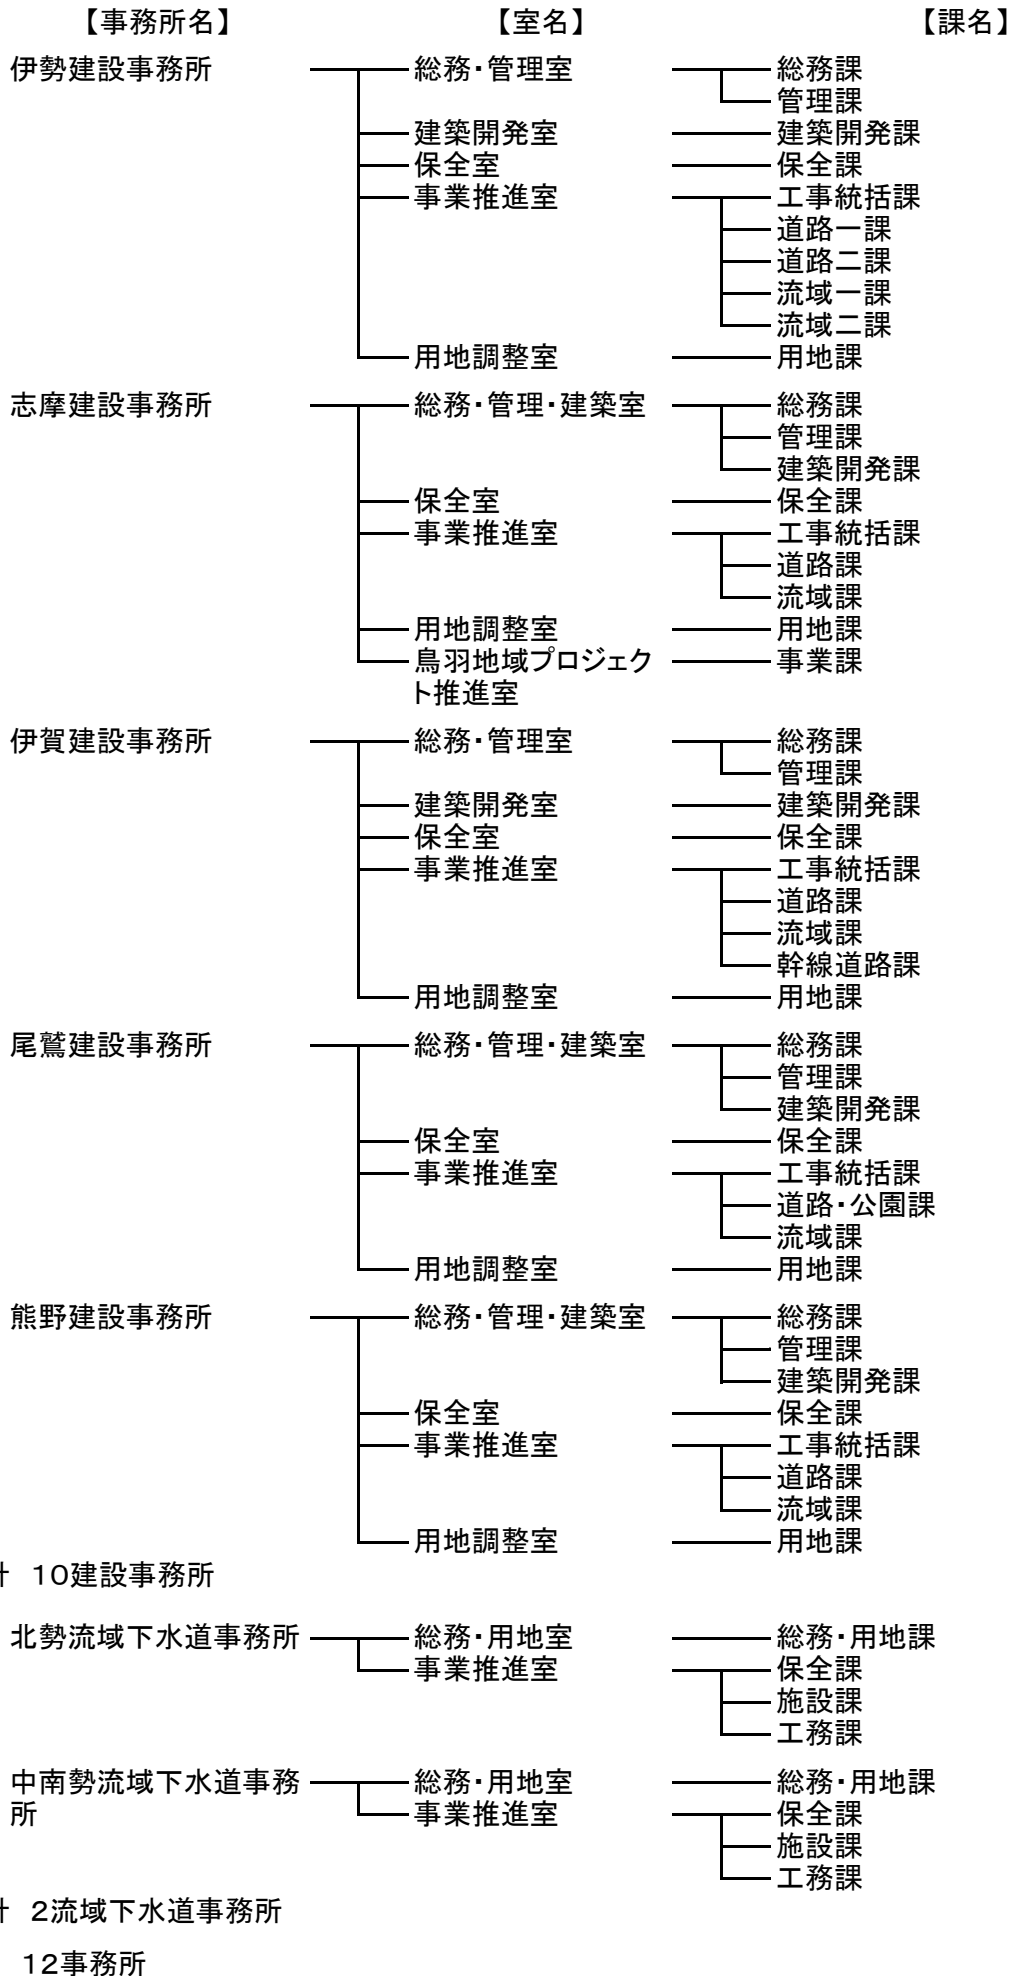 【事務所名】 【室名】 【課名】
伊勢建設事務所 総務・管理室 総務課
管理課
建築開発室 建築開発課
保全室 保全課
事業推進室 工事統括課
道路一課
道路二課
流域一課
流域二課
用地調整室 用地課
志摩建設事務所 総務・管理・建築室 総務課
管理課
建築開発課
保全室 保全課
事業推進室 工事統括課
道路課
流域課
用地調整室 用地課
鳥羽地域プロジェク 事業課
ト推進室
伊賀建設事務所 総務・管理室 総務課
管理課
建築開発室 建築開発課
保全室 保全課
事業推進室 工事統括課
道路課
流域課
幹線道路課
用地調整室 用地課
尾鷲建設事務所 総務・管理・建築室 総務課
管理課
建築開発課
保全室 保全課
事業推進室 工事統括課
道路・公園課
流域課
用地調整室 用地課
熊野建設事務所 総務・管理・建築室 総務課
管理課
建築開発課
保全室 保全課
事業推進室 工事統括課
道路課
流域課
用地調整室 用地課
計 10建設事務所
北勢流域下水道事務所 総務・用地室 総務・用地課
事業推進室 保全課
施設課
工務課
中南勢流域下水道事務 総務・用地室 総務・用地課
所 事業推進室 保全課
施設課
工務課
計 2流域下水道事務所
12事務所